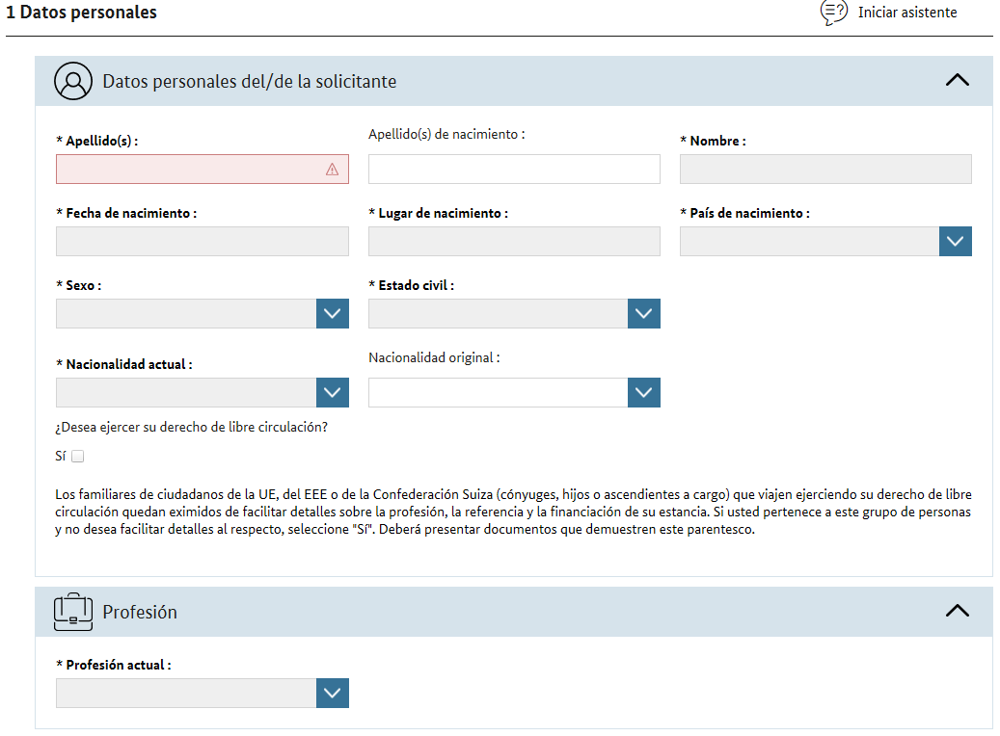 1 Datos personales
Iniciar asistente
Datos personales del/de la solicitante
* Apellido(s) :
Apellido(s) de nacimiento :
* Nombre :
* Fecha de nacimiento :
* Lugar de nacimiento :
* País de nacimiento :
* Sexo :
* Estado civil :
* Nacionalidad actual :
Nacionalidad original :
¿Desea ejercer su derecho de libre circulación?
Sí
Los familiares de ciudadanos de la UE, del EEE o de la Confederación Suiza (cónyuges, hijos o ascendientes a cargo) que viajen ejerciendo su derecho de libre
circulación quedan eximidos de facilitar detalles sobre la profesión, la referencia y la financiación de su estancia. Si usted pertenece a este grupo de personas
y no desea facilitar detalles al respecto, seleccione "Sí". Deberá presentar documentos que demuestren este parentesco.
Profesión
* Profesión actual :